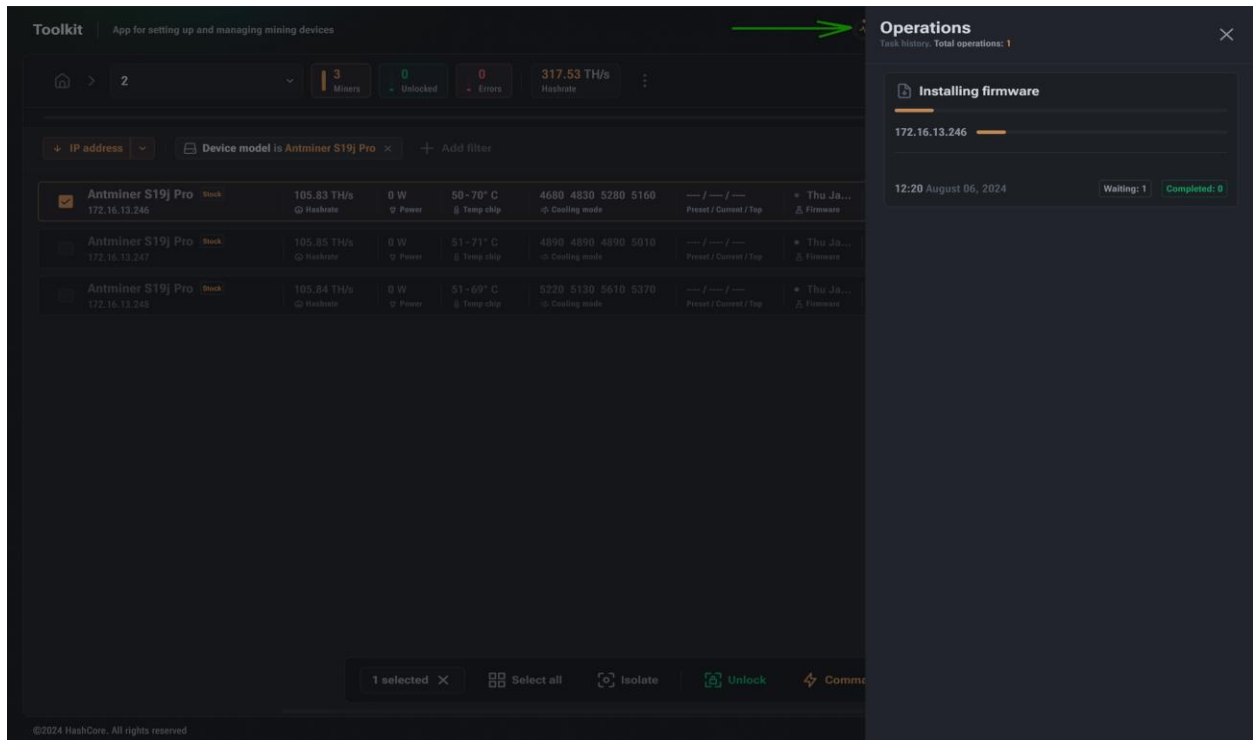 Toolkit App for setting up and managing mining devices
2
3 Miners
0 Unlocked
0 Errors
317.53 TH/s
Hashrate
IP address
Device model is Antminer S19j Pro
Add filter
Antminer S19j Pro Stock 105.83 TH/s 0 W 50-70° C 4680 4830 5280 5160 ---- / ---- / ---- Thu Ja...
172.16.13.246 Hashrate Power Temp chip Cooling mode Preset / Current / Top Firmware
Antminer S19j Pro Stock 105.85 TH/s 0 W 51-71° C 4890 4890 4890 5010 ---- / ---- / ---- Thu Ja...
172.16.13.247 Hashrate Power Temp chip Cooling mode Preset / Current / Top Firmware
Antminer S19j Pro Stock 105.84 TH/s 0 W 51-69° C 5220 5130 5610 5370 ---- / ---- / ---- Thu Ja...
172.16.13.248 Hashrate Power Temp chip Cooling mode Preset / Current / Top Firmware
1 selected Select all Isolate Unlock Comma
©2024 HashCore. All rights reserved
Operations
Task history. Total operations: 1
Installing firmware
172.16.13.246
12:20 August 06, 2024 Waiting: 1 Completed: 0